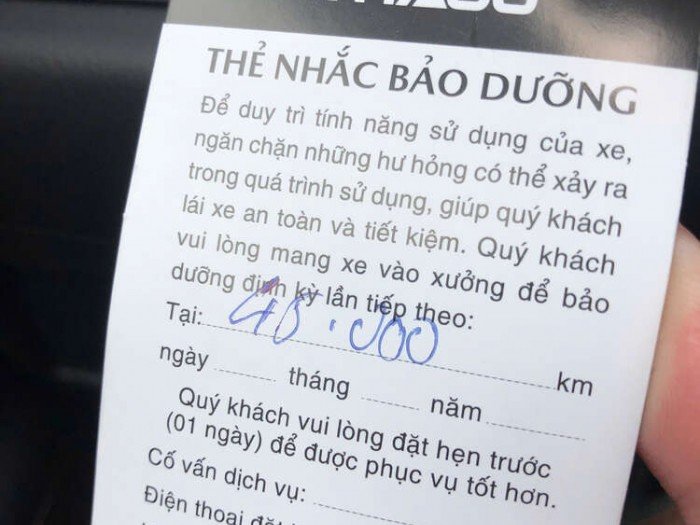 THẺ NHẮC BẢO DƯỠNG
Để duy trì tính năng sử dụng của xe,
ngăn chặn những hư hỏng có thể xảy ra
trong quá trình sử dụng, giúp quý khách
lái xe an toàn và tiết kiệm. Quý khách
vui lòng mang xe vào xưởng để bảo
dưỡng định kỳ lần tiếp theo:
Tại: 45.000 km
ngày tháng năm
Quý khách vui lòng đặt hẹn trước
(01 ngày) để được phục vụ tốt hơn.
Cố vấn dịch vụ:
Điện thoại đặt